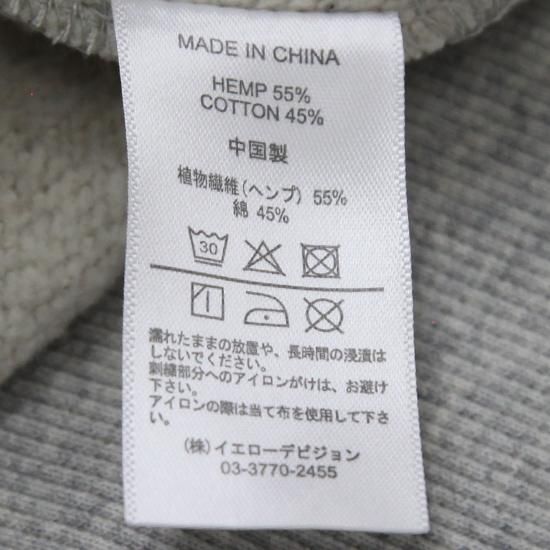 MADE IN CHINA
HEMP 55%
COTTON 45%
中国製
植物繊維(ヘンプ) 55%
綿 45%
30
濡れたままの放置や、長時間の浸漬は
しないでください。
刺繍部分へのアイロンがけは、お避け
下さい。
アイロンの際は当て布を使用して下さ
い。
(株)イエローデビジョン
03-3770-2455